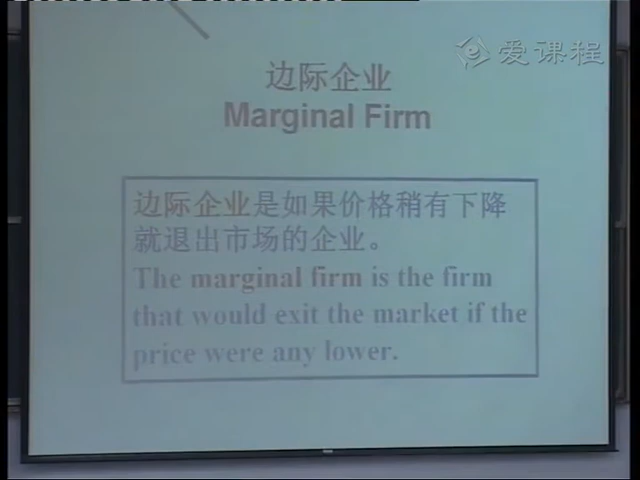 爱课程
边际企业
Marginal Firm
边际企业是如果价格稍有下降
就退出市场的企业。
The marginal firm is the firm
that would exit the market if the
price were any lower.